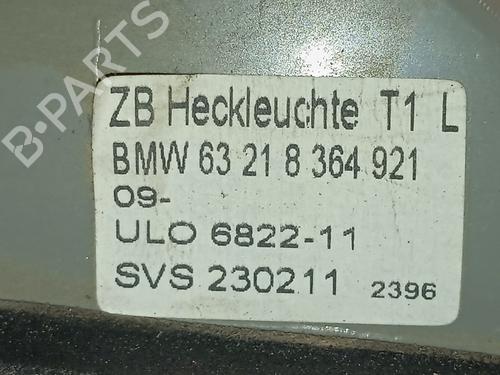 B-PARTS
ZB Heckleuchte T1 L
BMW 63 21 8 364 921
09-
ULO 6822-11
SVS 230211 2396